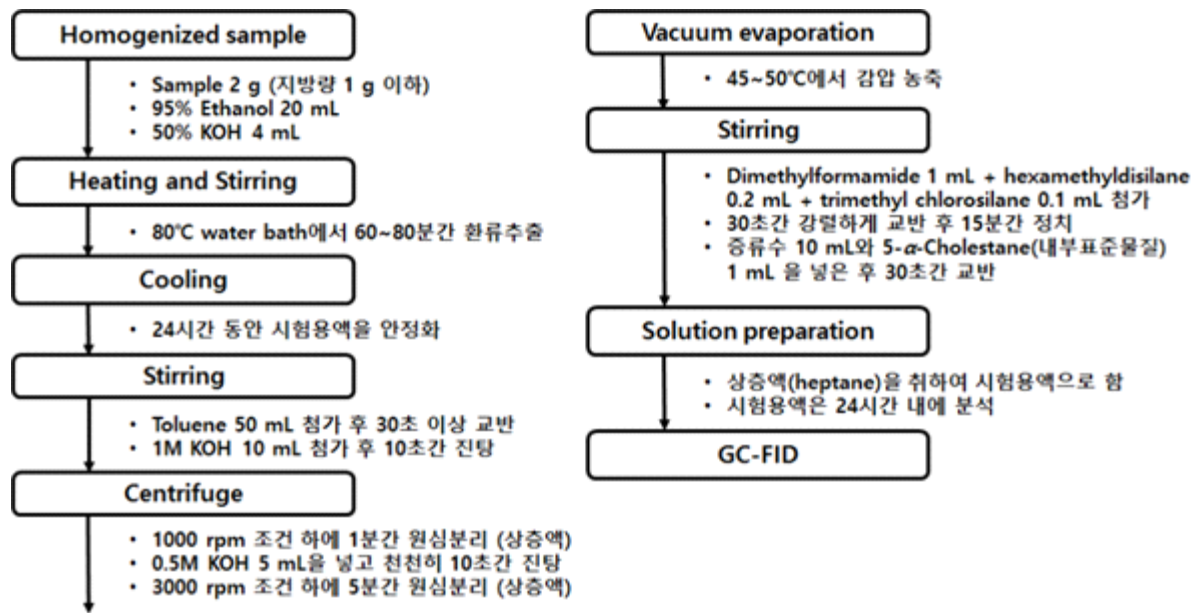 Homogenized sample
• Sample 2 g (지방량 1 g 이하)
• 95% Ethanol 20 mL
• 50% KOH 4 mL
Heating and Stirring
• 80℃ water bath에서 60~80분간 환류추출
Cooling
• 24시간 동안 시험용액을 안정화
Stirring
• Toluene 50 mL 첨가 후 30초 이상 교반
• 1M KOH 10 mL 첨가 후 10초간 진탕
Centrifuge
• 1000 rpm 조건 하에 1분간 원심분리 (상층액)
• 0.5M KOH 5 mL을 넣고 천천히 10초간 진탕
• 3000 rpm 조건 하에 5분간 원심분리 (상층액)
Vacuum evaporation
• 45~50℃에서 감압 농축
Stirring
• Dimethylformamide 1 mL + hexamethyldisilane
0.2 mL + trimethyl chlorosilane 0.1 mL 첨가
• 30초간 강렬하게 교반 후 15분간 정치
• 증류수 10 mL와 5-α-Cholestane(내부표준물질)
1 mL 을 넣은 후 30초간 교반
Solution preparation
• 상층액(heptane)을 취하여 시험용액으로 함
• 시험용액은 24시간 내에 분석
GC-FID